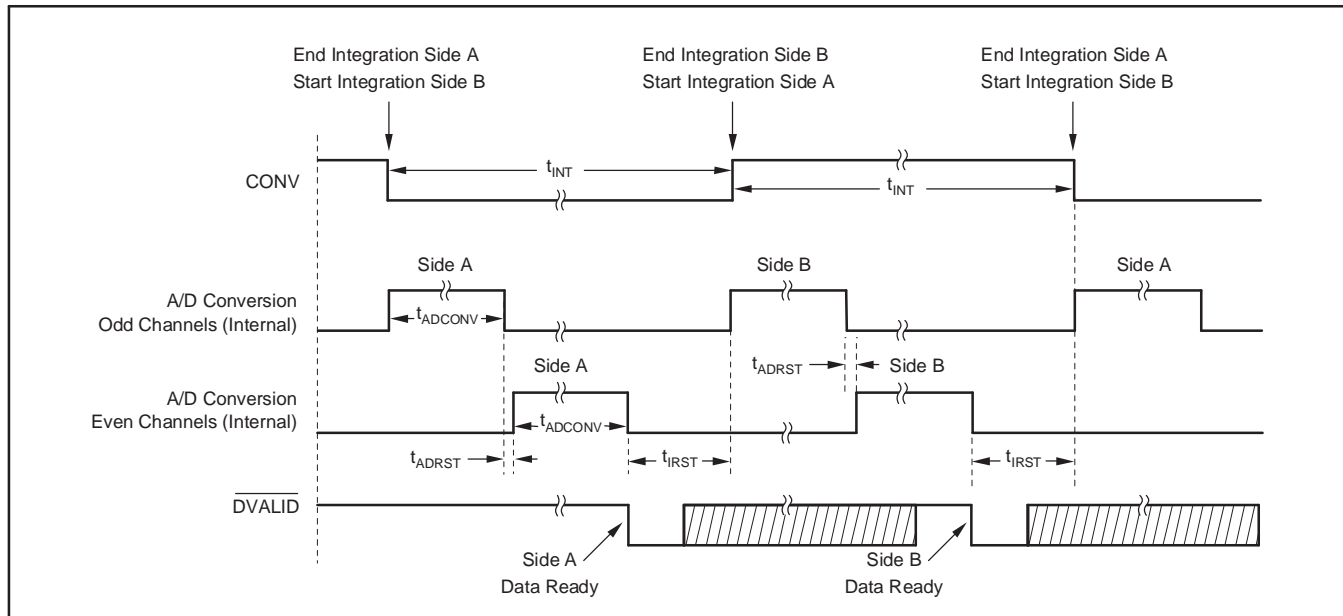 End Integration Side A
Start Integration Side B
End Integration Side B
Start Integration Side A
End Integration Side A
Start Integration Side B
CONV
tINT
tINT
Side A
Side B
Side A
A/D Conversion
Odd Channels (Internal)
tADCONV
Side A
tADRST
Side B
A/D Conversion
Even Channels (Internal)
tADCONV
tADRST
tIRST
tIRST
DVALID
Side A
Data Ready
Side B
Data Ready